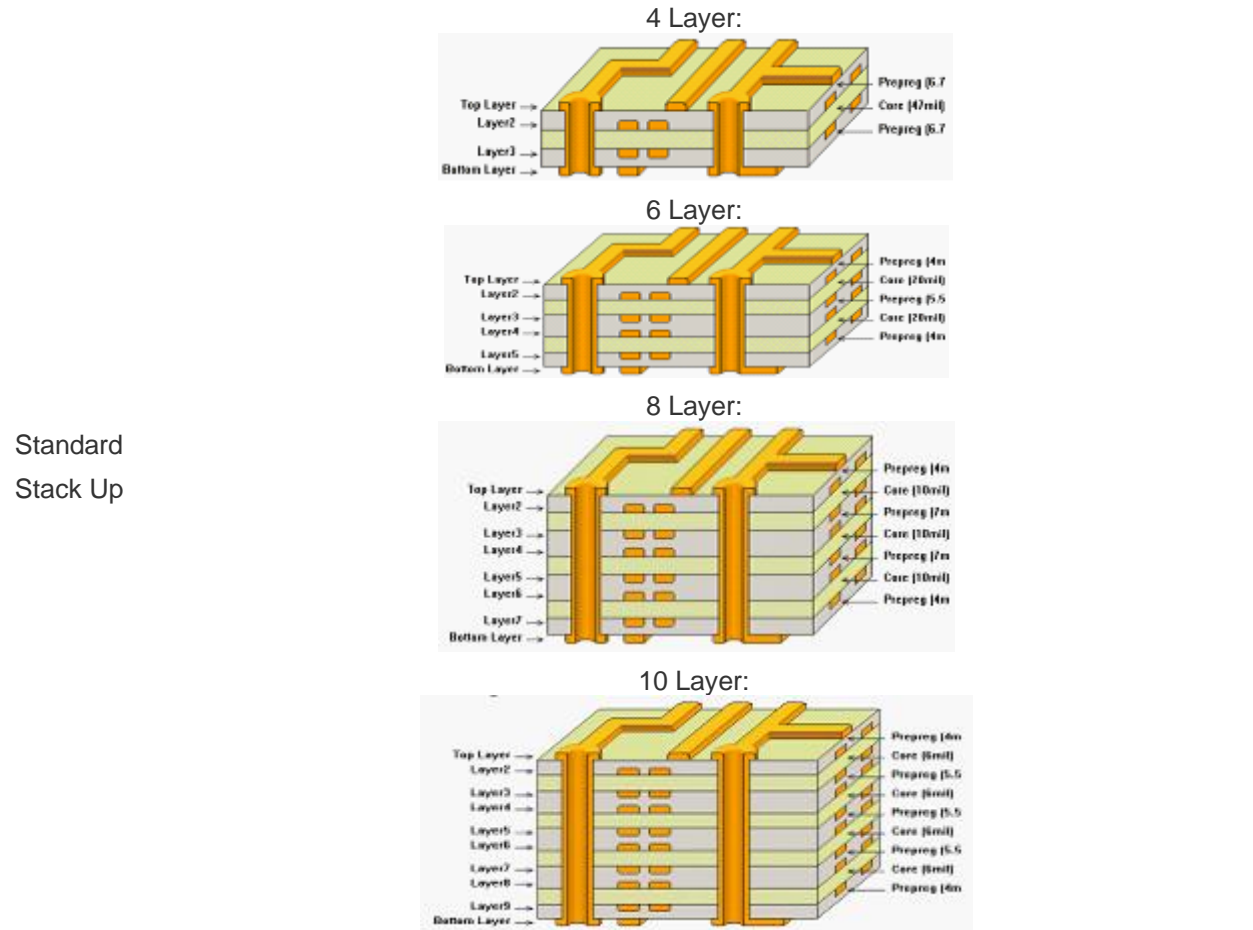 4 Layer:
Top Layer
Layer2
Layer3
Bottom Layer
Prepreg (6.7
Core (47mil)
Prepreg (6.7
6 Layer:
Top Layer
Layer2
Layer3
Layer4
Layer5
Bottom Layer
Prepreg (4m
Core (20mil)
Prepreg (5.5
Core (20mil)
Prepreg (4m
Standard
Stack Up
8 Layer:
Top Layer
Layer2
Layer3
Layer4
Layer5
Layer6
Layer7
Bottom Layer
Prepreg (4m
Core (10mil)
Prepreg (7m
Core (10mil)
Prepreg (7m
Core (10mil)
Prepreg (4m
10 Layer:
Top Layer
Layer2
Layer3
Layer4
Layer5
Layer6
Layer7
Layer8
Layer9
Bottom Layer
Prepreg (4m
Core (6mil)
Prepreg (5.5
Core (6mil)
Prepreg (5.5
Core (6mil)
Prepreg (5.5
Core (6mil)
Prepreg (4m